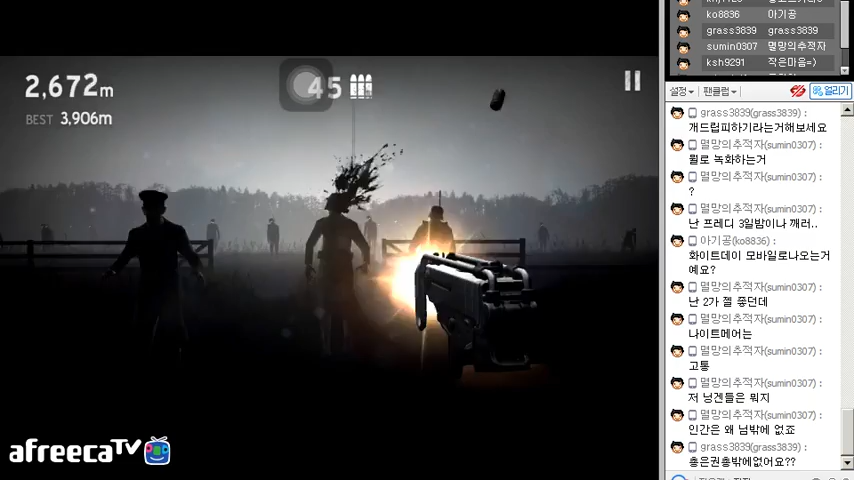 2,672m
BEST 3,906m
45
afreecaTV
ko8836 아기공
grass3839 grass3839
sumin0307 멸망의추적자
ksh9291 작은마음=)
설정 팬클럽 얼리기
grass3839(grass3839) :
개드립피하기라는거해보세요
멸망의추적자(sumin0307) :
뭘로 녹화하는거
멸망의추적자(sumin0307) :
?
멸망의추적자(sumin0307) :
난 프레디 3일밤이나 깨러..
아기공(ko8836) :
화이트데이 모바일로나오는거
예요?
멸망의추적자(sumin0307) :
난 2가 젤 좋던데
멸망의추적자(sumin0307) :
나이트메어는
멸망의추적자(sumin0307) :
고통
멸망의추적자(sumin0307) :
저 닝겐들은 뭐지
멸망의추적자(sumin0307) :
인간은 왜 님밖에 없죠
grass3839(grass3839) :
총은권총밖에없어요??